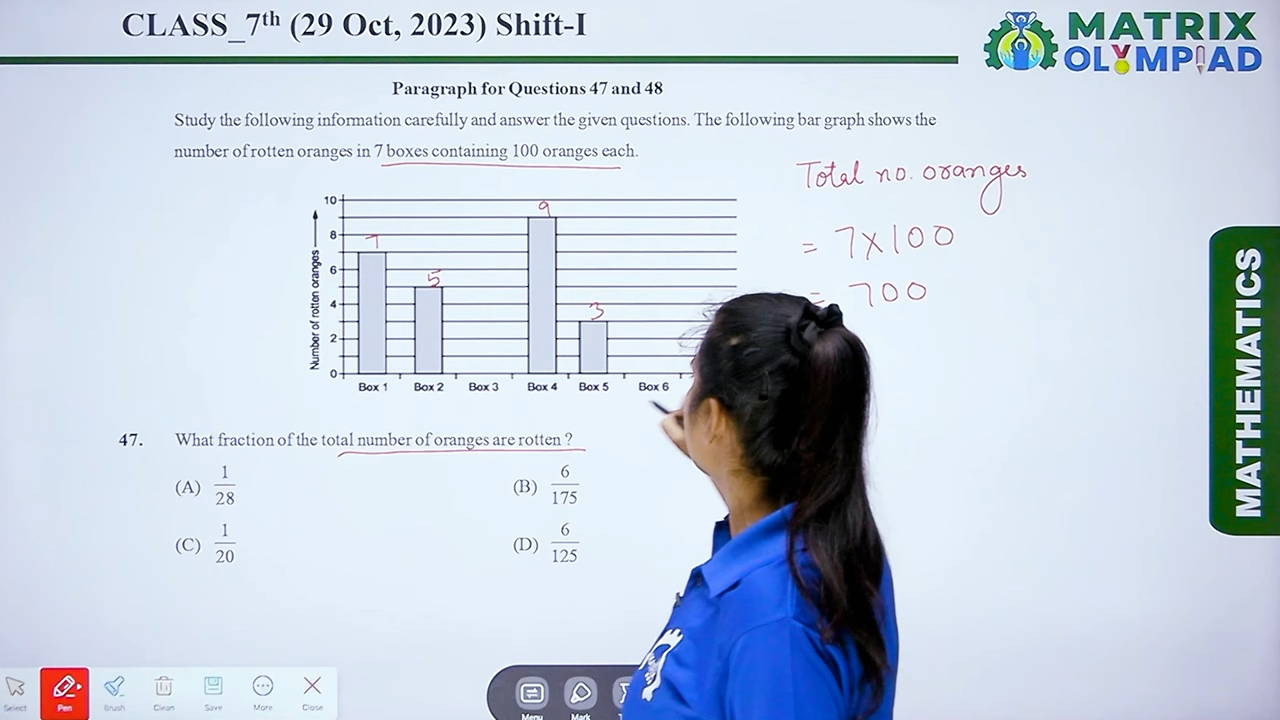 CLASS_7th (29 Oct, 2023) Shift-I
MATRIX
OLYMPIAD
Paragraph for Questions 47 and 48
Study the following information carefully and answer the given questions. The following bar graph shows the
number of rotten oranges in 7 boxes containing 100 oranges each.
Total no. oranges
= 7X100
= 700
Number of rotten oranges
10
8
6
4
2
0
7
5
9
3
Box 1
Box 2
Box 3
Box 4
Box 5
Box 6
47. What fraction of the total number of oranges are rotten ?
(A) 1/28
(B) 6/175
(C) 1/20
(D) 6/125
MATHEMATICS
Select
Pen
Brush
Clean
Save
More
Close
Menu
Mark